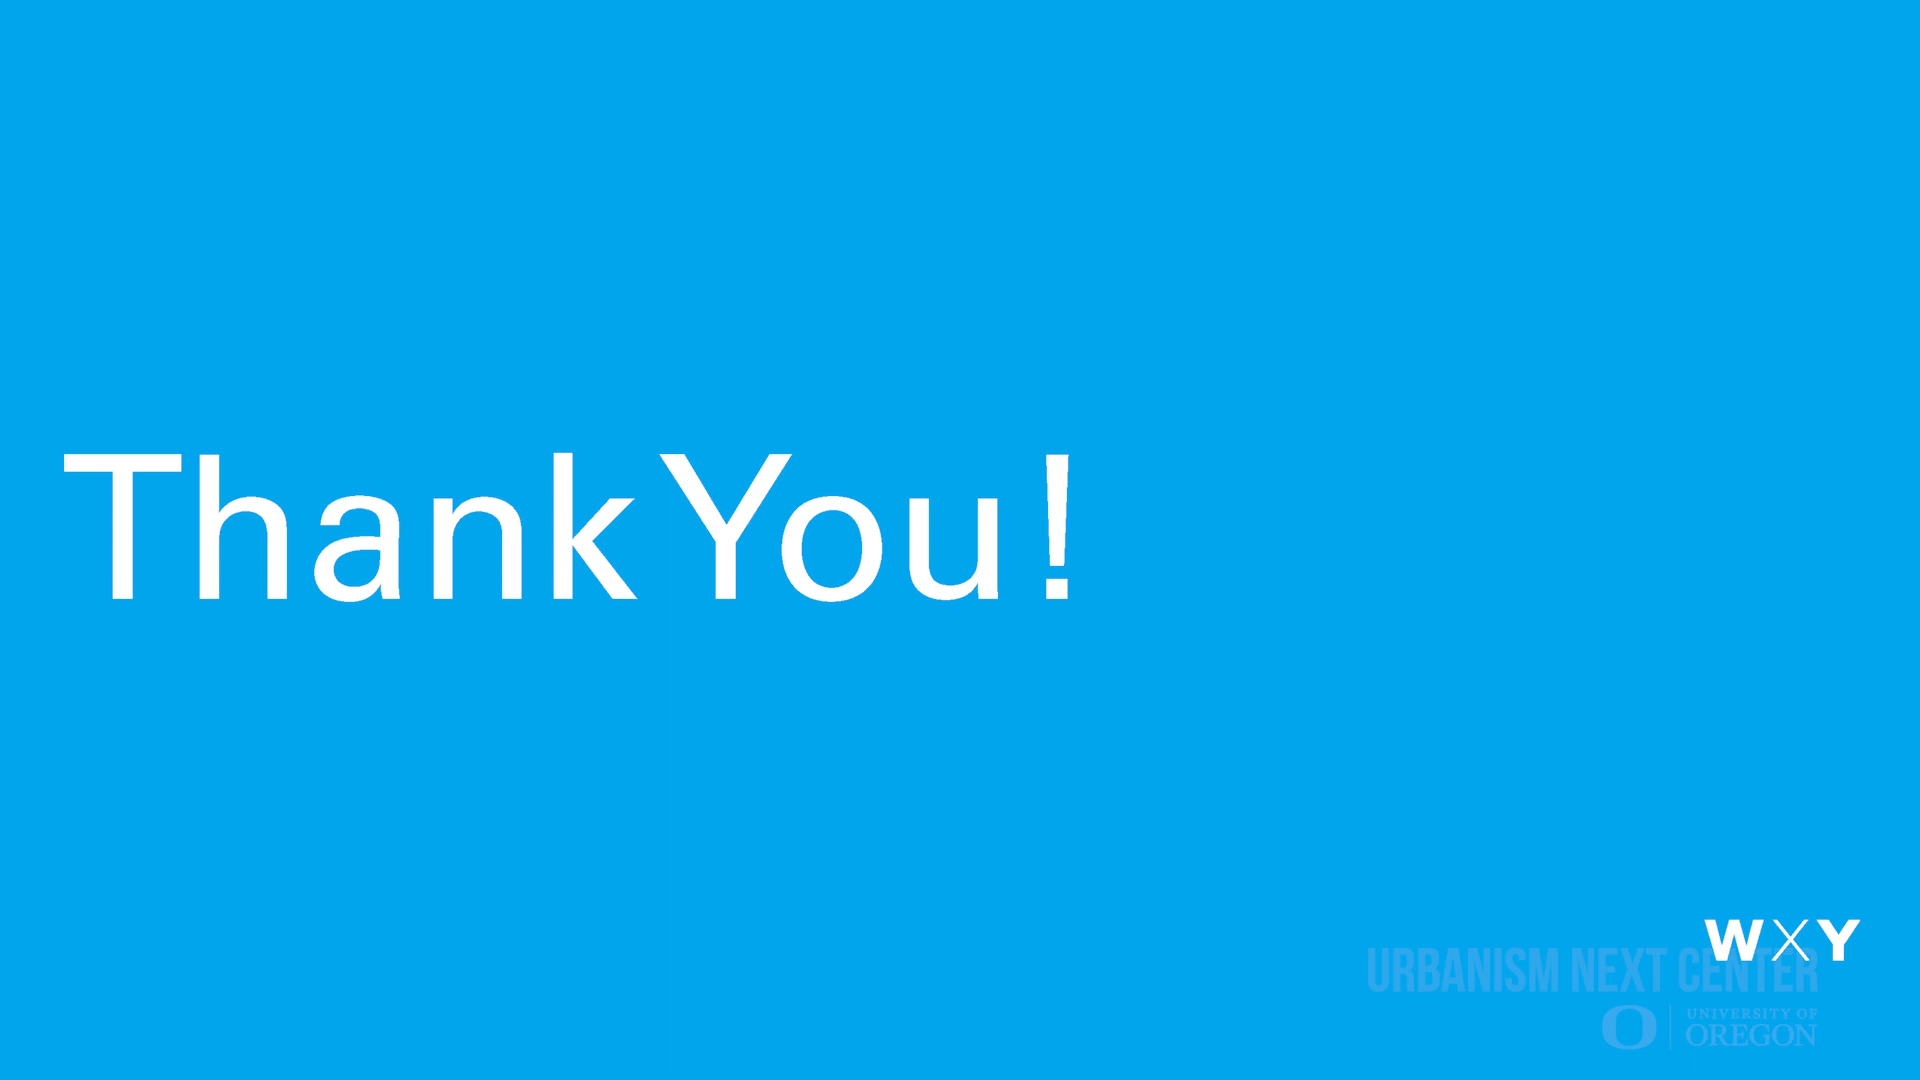 Thank You!
WXY
URBANISM NEXT CENTER
O
UNIVERSITY OF
OREGON